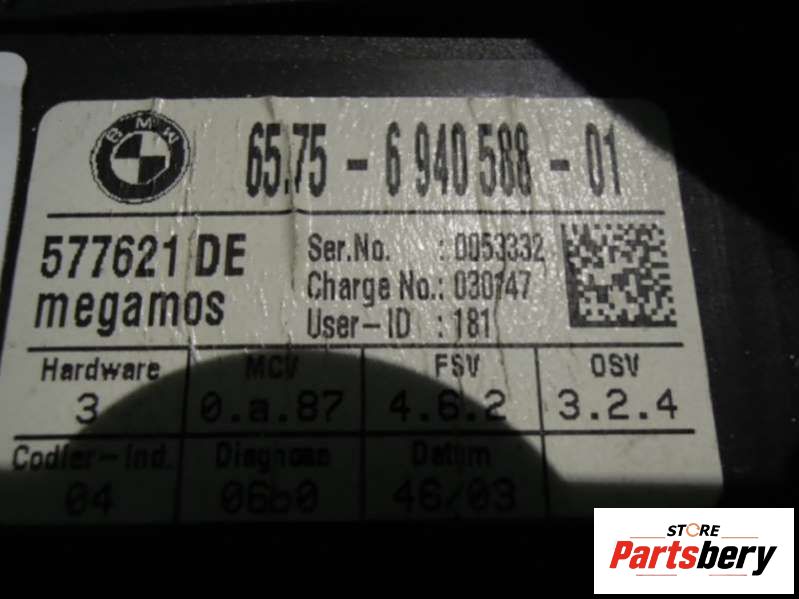 BMW
65.75 - 6 940 588 - 01
577621 DE
megamos
Ser.No. : 0053332
Charge No.: 030147
User-ID : 181
Hardware MCV FSV OSV
3 0.a.87 4.6.2 3.2.4
Codier-Ind. Diagnose Datum
04 06b0 46/03
STORE
Partsbery